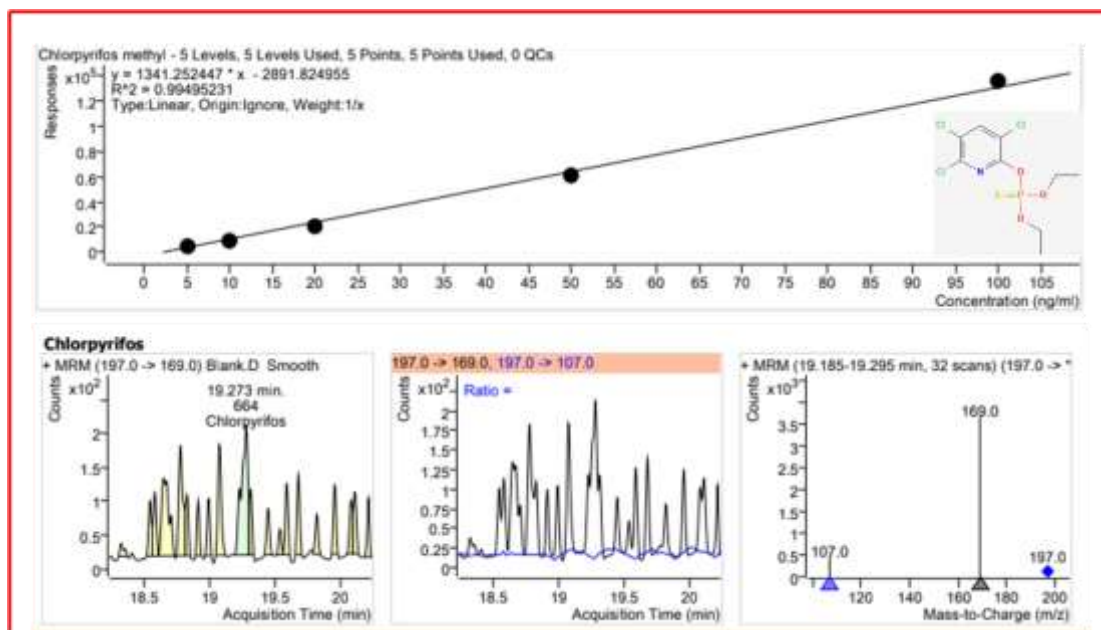 Chlorpyrifos methyl - 5 Levels, 5 Levels Used, 5 Points, 5 Points Used, 0 QCs
Responses
x10^5
y = 1341.252447 * x - 2891.824955
R^2 = 0.99495231
Type:Linear, Origin:Ignore, Weight:1/x
1.2
1
0.8
0.6
0.4
0.2
0
0 5 10 15 20 25 30 35 40 45 50 55 60 65 70 75 80 85 90 95 100 105
Concentration (ng/ml)
Cl Cl
Cl N O
S P O
O
Chlorpyrifos
+ MRM (197.0 -> 169.0) Blank.D Smooth
Counts
x10^2
19.273 min.
664
Chlorpyrifos
2
1.5
1
0.5
0
18.5 19 19.5 20
Acquisition Time (min)
197.0 -> 169.0, 197.0 -> 107.0
Counts
x10^2
Ratio =
2
1.75
1.5
1.25
1
0.75
0.5
0.25
0
18.5 19 19.5 20
Acquisition Time (min)
+ MRM (19.185-19.295 min, 32 scans) (197.0 -> *
Counts
x10^3
169.0
3.5
3
2.5
2
1.5
1
0.5
0
107.0
197.0
120 140 160 180 200
Mass-to-Charge (m/z)